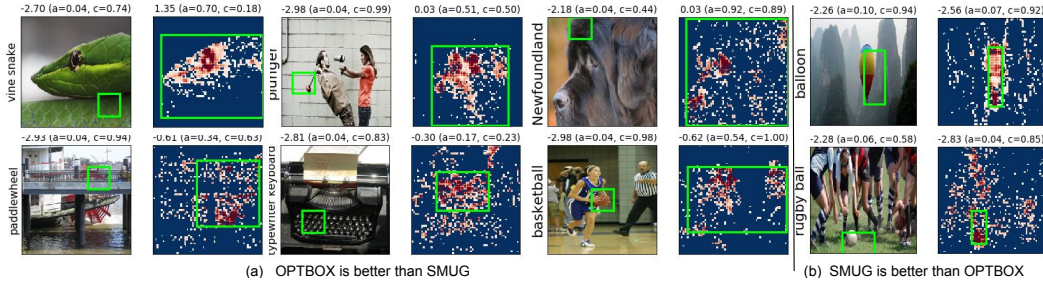 -2.70 (a=0.04, c=0.74) 1.35 (a=0.70, c=0.18) -2.98 (a=0.04, c=0.99) 0.03 (a=0.51, c=0.50) -2.18 (a=0.04, c=0.44) 0.03 (a=0.92, c=0.89) -2.26 (a=0.10, c=0.94) -2.56 (a=0.07, c=0.92)
vine snake plunger Newfoundland balloon
-2.93 (a=0.04, c=0.94) -0.61 (a=0.34, c=0.63) -2.81 (a=0.04, c=0.83) -0.30 (a=0.17, c=0.23) -2.98 (a=0.04, c=0.98) -0.62 (a=0.54, c=1.00) -2.28 (a=0.06, c=0.58) -2.83 (a=0.04, c=0.85)
paddlewheel typewriter keyboard basketball rugby ball
(a) OPTBOX is better than SMUG (b) SMUG is better than OPTBOX